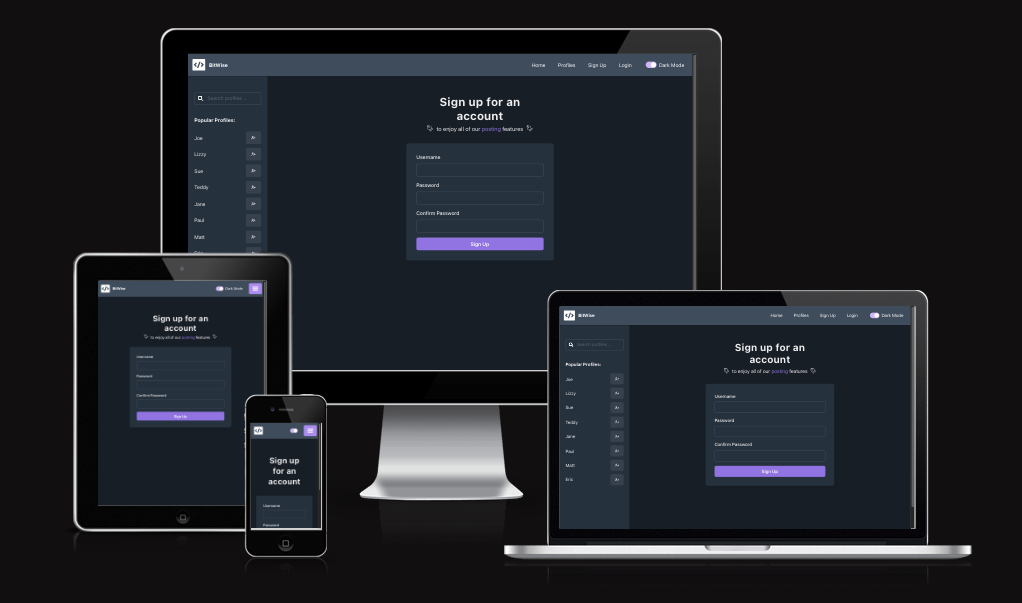 </> BitWise
Home Profiles Sign Up Login Dark Mode
Search profiles ...
Popular Profiles:
Joe
Lizzy
Sue
Teddy
Jane
Paul
Matt
Sign up for an
account
to enjoy all of our posting features
Username
Password
Confirm Password
Sign Up
</> BitWise
Dark Mode
Sign up for an
account
to enjoy all of our posting features
Username
Password
Confirm Password
Sign Up
</>
Sign up
for an
account
Username
Password
</> BitWise
Home Profiles Sign Up Login Dark Mode
Search profiles ...
Popular Profiles:
Joe
Lizzy
Sue
Teddy
Jane
Paul
Matt
Eric
Sign up for an
account
to enjoy all of our posting features
Username
Password
Confirm Password
Sign Up